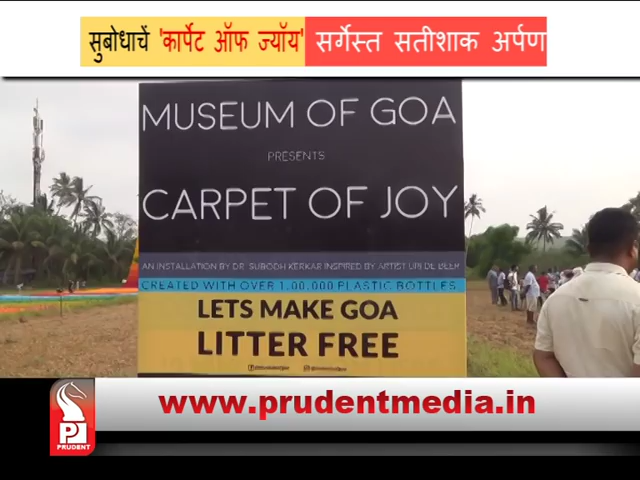 सुबोधाचें 'कार्पेट ऑफ ज्यॉय' सर्गेस्त सतीशाक अर्पण
MUSEUM OF GOA
PRESENTS
CARPET OF JOY
AN INSTALLATION BY DR. SUBODH KERKAR INSPIRED BY ARTIST URI DE BEER
CREATED WITH OVER 1,00,000 PLASTIC BOTTLES
LETS MAKE GOA
LITTER FREE
www.prudentmedia.in
PRUDENT